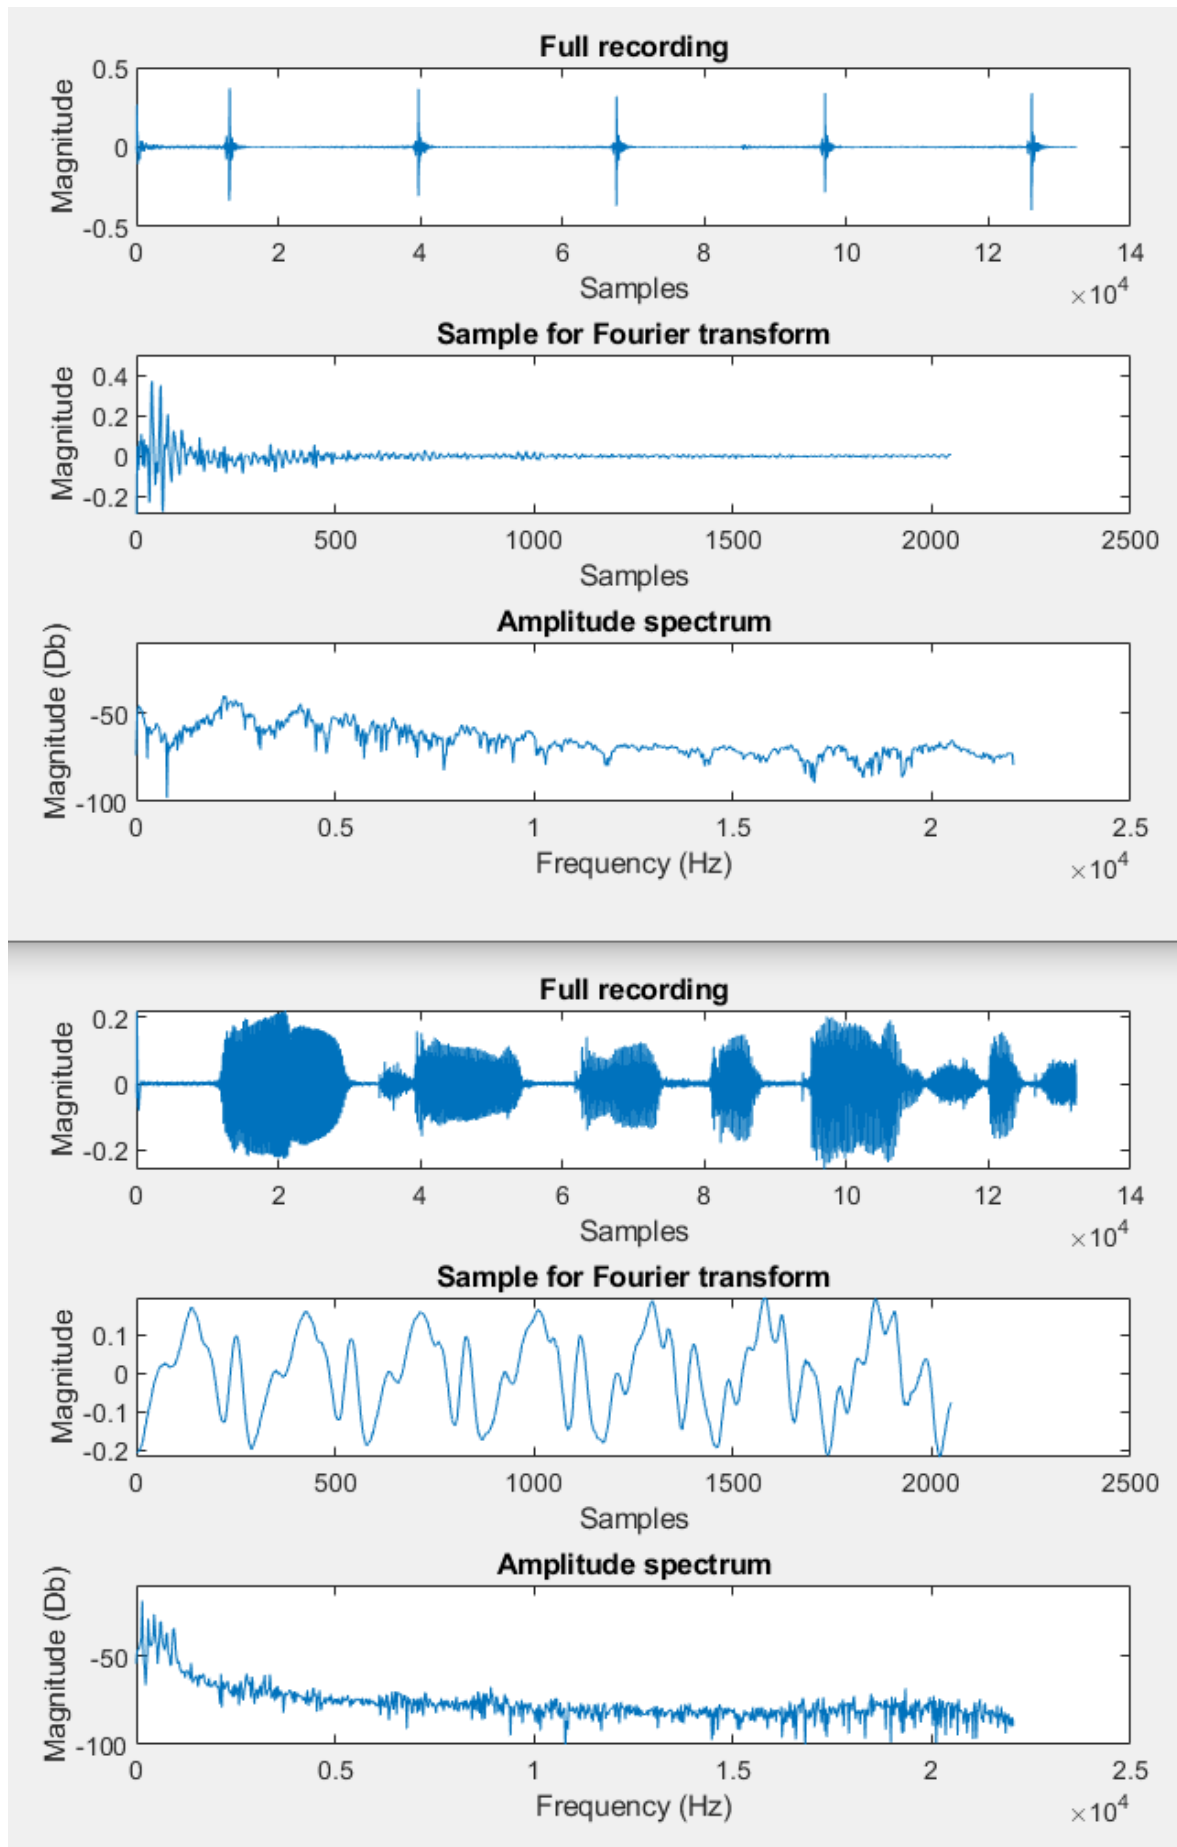 Full recording
Magnitude
0.5
0
-0.5
0 2 4 6 8 10 12 14
Samples
×10^4
Sample for Fourier transform
Magnitude
0.4
0.2
0
-0.2
0 500 1000 1500 2000 2500
Samples
Amplitude spectrum
Magnitude (Db)
-50
-100
0 0.5 1 1.5 2 2.5
Frequency (Hz)
×10^4
Full recording
Magnitude
0.2
0
-0.2
0 2 4 6 8 10 12 14
Samples
×10^4
Sample for Fourier transform
Magnitude
0.1
0
-0.1
-0.2
0 500 1000 1500 2000 2500
Samples
Amplitude spectrum
Magnitude (Db)
-50
-100
0 0.5 1 1.5 2 2.5
Frequency (Hz)
×10^4